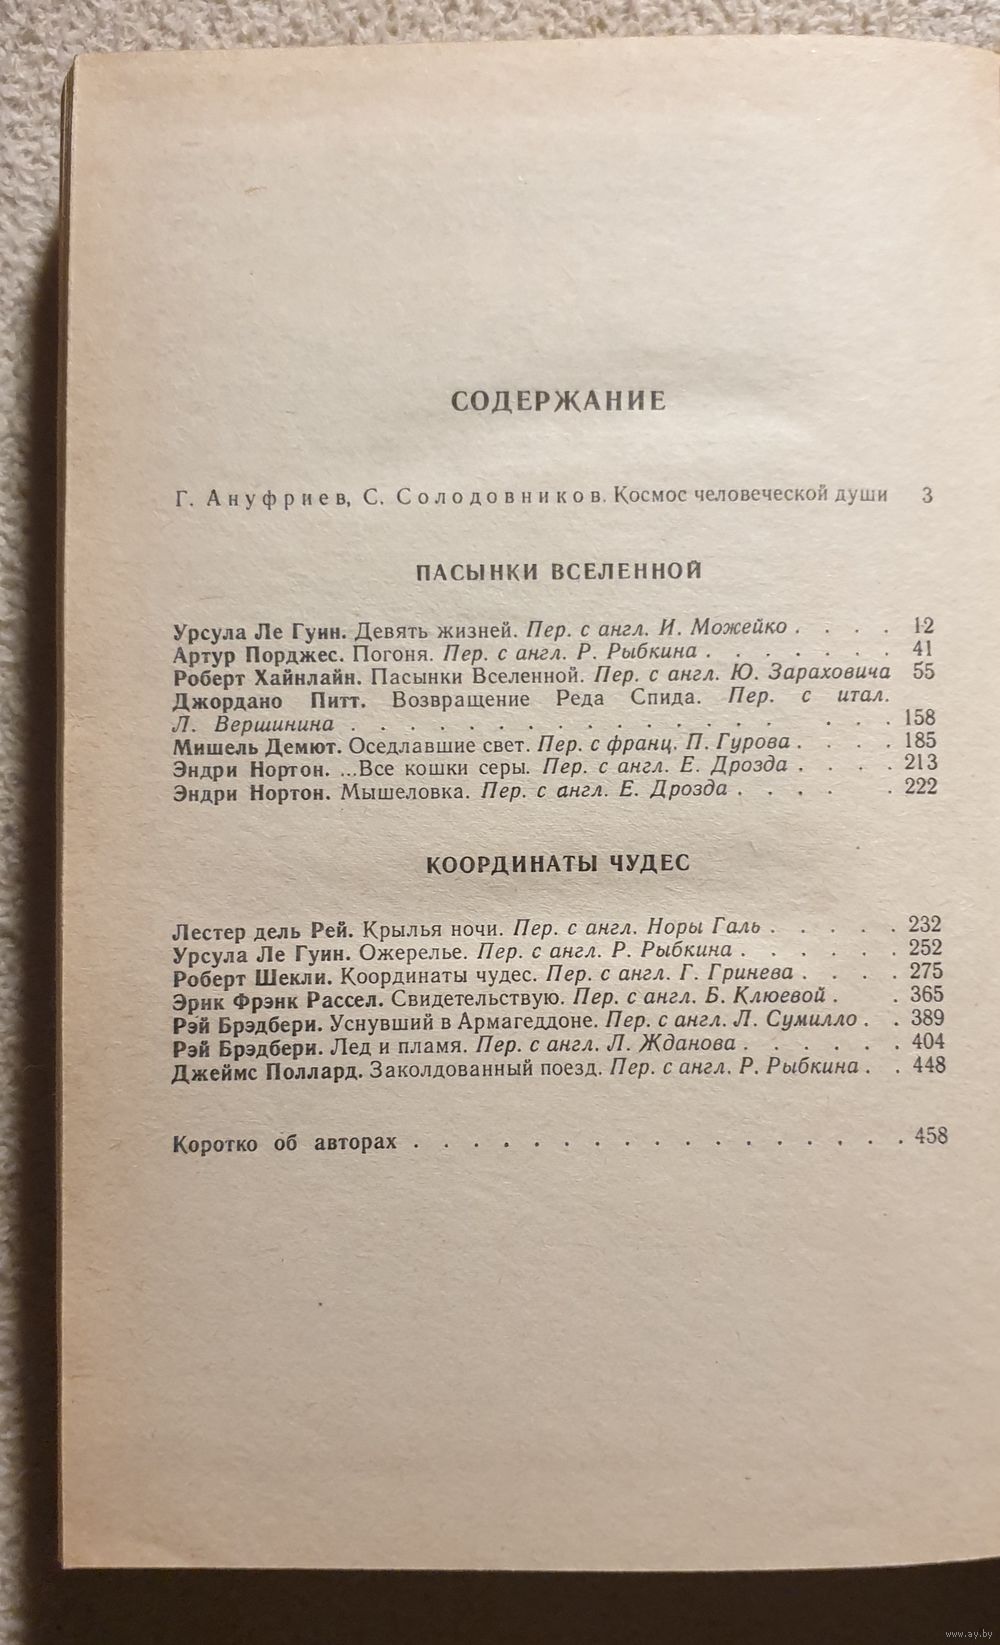 СОДЕРЖАНИЕ
Г. Ануфриев, С. Солодовников. Космос человеческой души 3
ПАСЫНКИ ВСЕЛЕННОЙ
Урсула Ле Гуин. Девять жизней. Пер. с англ. И. Можейко . . . . 12
Артур Порджес. Погоня. Пер. с англ. Р. Рыбкина . . . . . . . 41
Роберт Хайнлайн. Пасынки Вселенной. Пер. с англ. Ю. Зараховича 55
Джордано Питт. Возвращение Реда Спида. Пер. с итал.
Л. Вершинина . . . . . . . . . . . . . . . . . . 158
Мишель Демют. Оседлавшие свет. Пер. с франц. П. Гурова . . . . 185
Эндри Нортон. ...Все кошки серы. Пер. с англ. Е. Дрозда . . . . 213
Эндри Нортон. Мышеловка. Пер. с англ. Е. Дрозда . . . . . 222
КООРДИНАТЫ ЧУДЕС
Лестер дель Рей. Крылья ночи. Пер. с англ. Норы Галь . . . . . 232
Урсула Ле Гуин. Ожерелье. Пер. с англ. Р. Рыбкина . . . . . . 252
Роберт Шекли. Координаты чудес. Пер. с англ. Г. Гринева . . . . 275
Эрик Фрэнк Рассел. Свидетельствую. Пер. с англ. Б. Клюевой . . 365
Рэй Брэдбери. Уснувший в Армагеддоне. Пер. с англ. Л. Сумилло . . 389
Рэй Брэдбери. Лед и пламя. Пер. с англ. Л. Жданова . . . . . . 404
Джеймс Поллард. Заколдованный поезд. Пер. с англ. Р. Рыбкина . . 448
Коротко об авторах . . . . . . . . . . . . . . . . . 458
www.ay.by